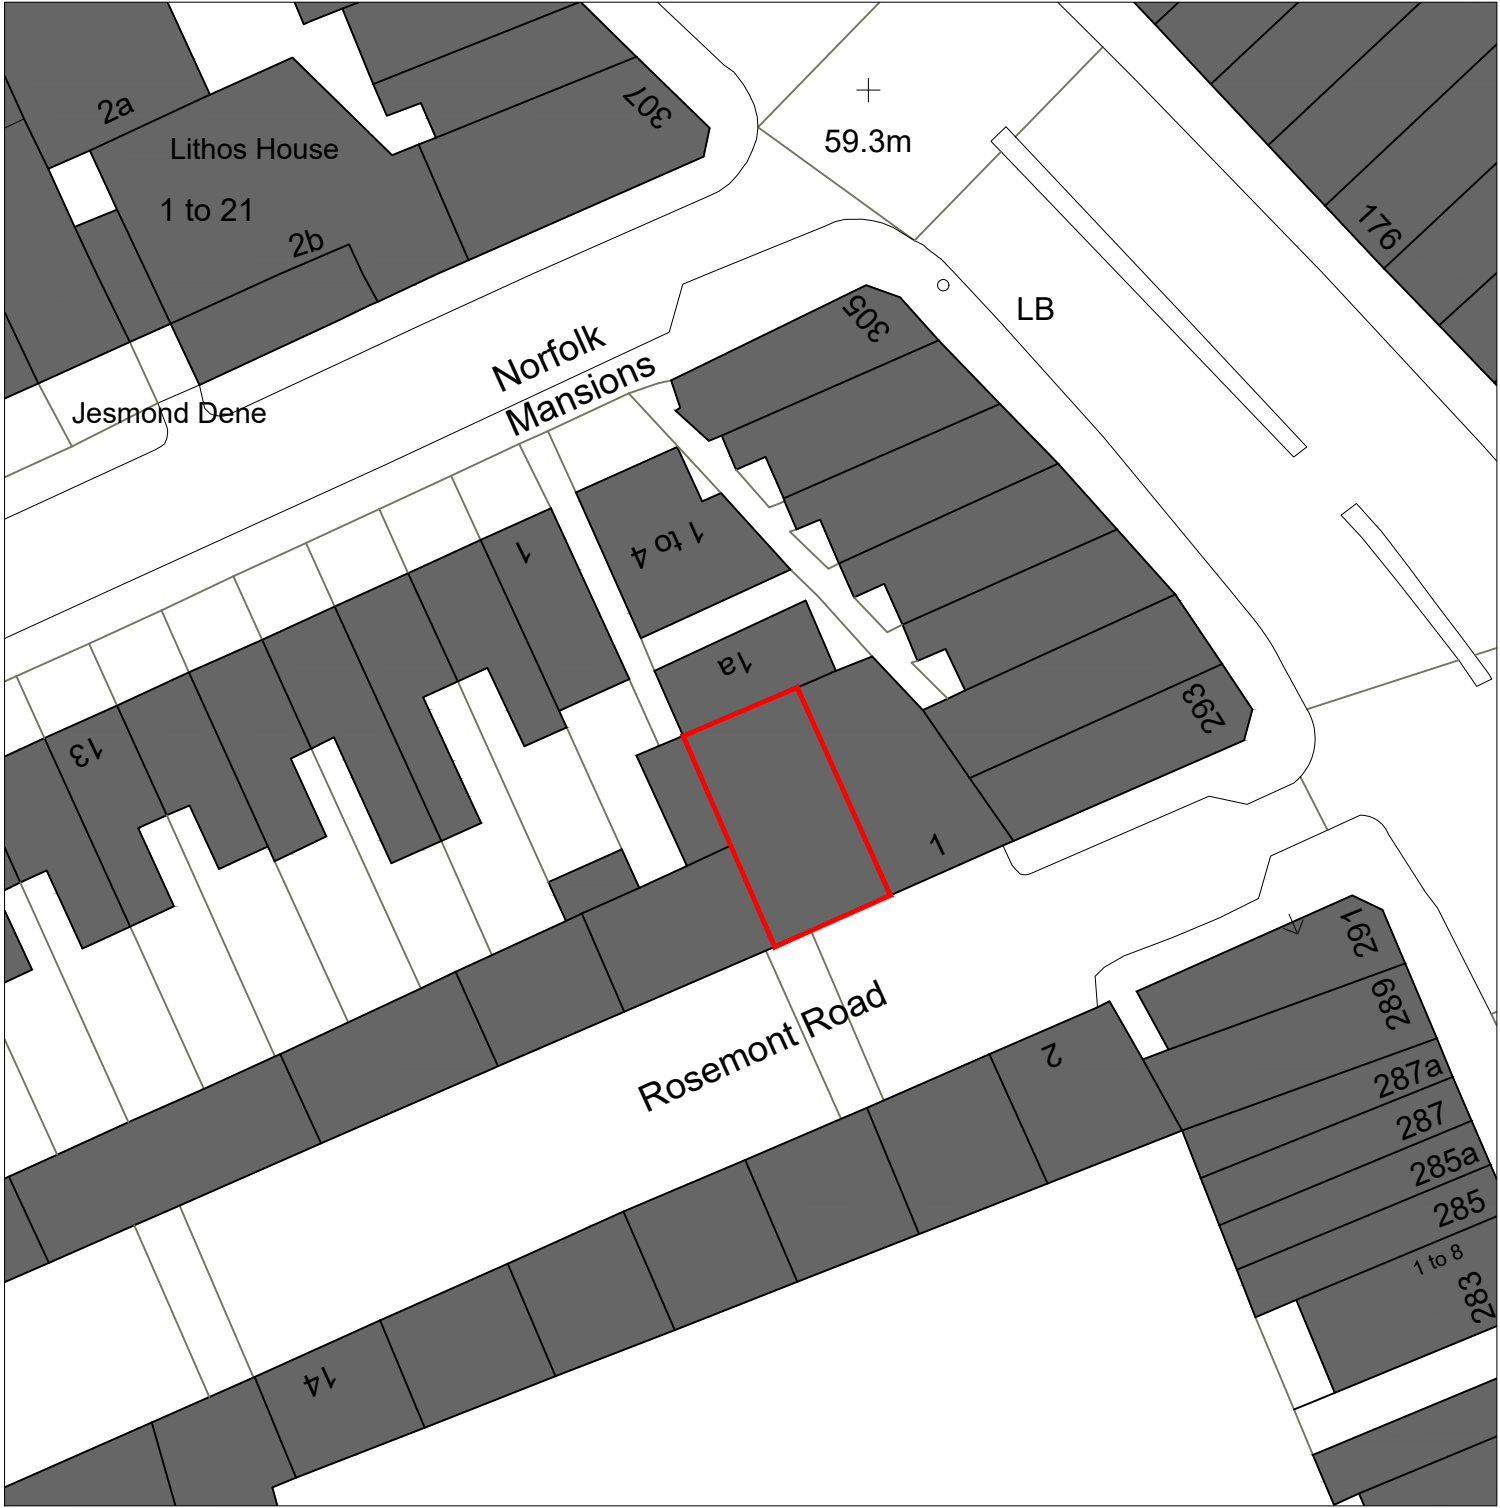 2a
307
Lithos House
59.3m
1 to 21
2b
176
305
LB
Norfolk
Mansions
Jesmond Dene
1
1 to 4
1a
293
13
1
291
Rosemont Road
289
2
287a
287
285a
285
1 to 8
283
14